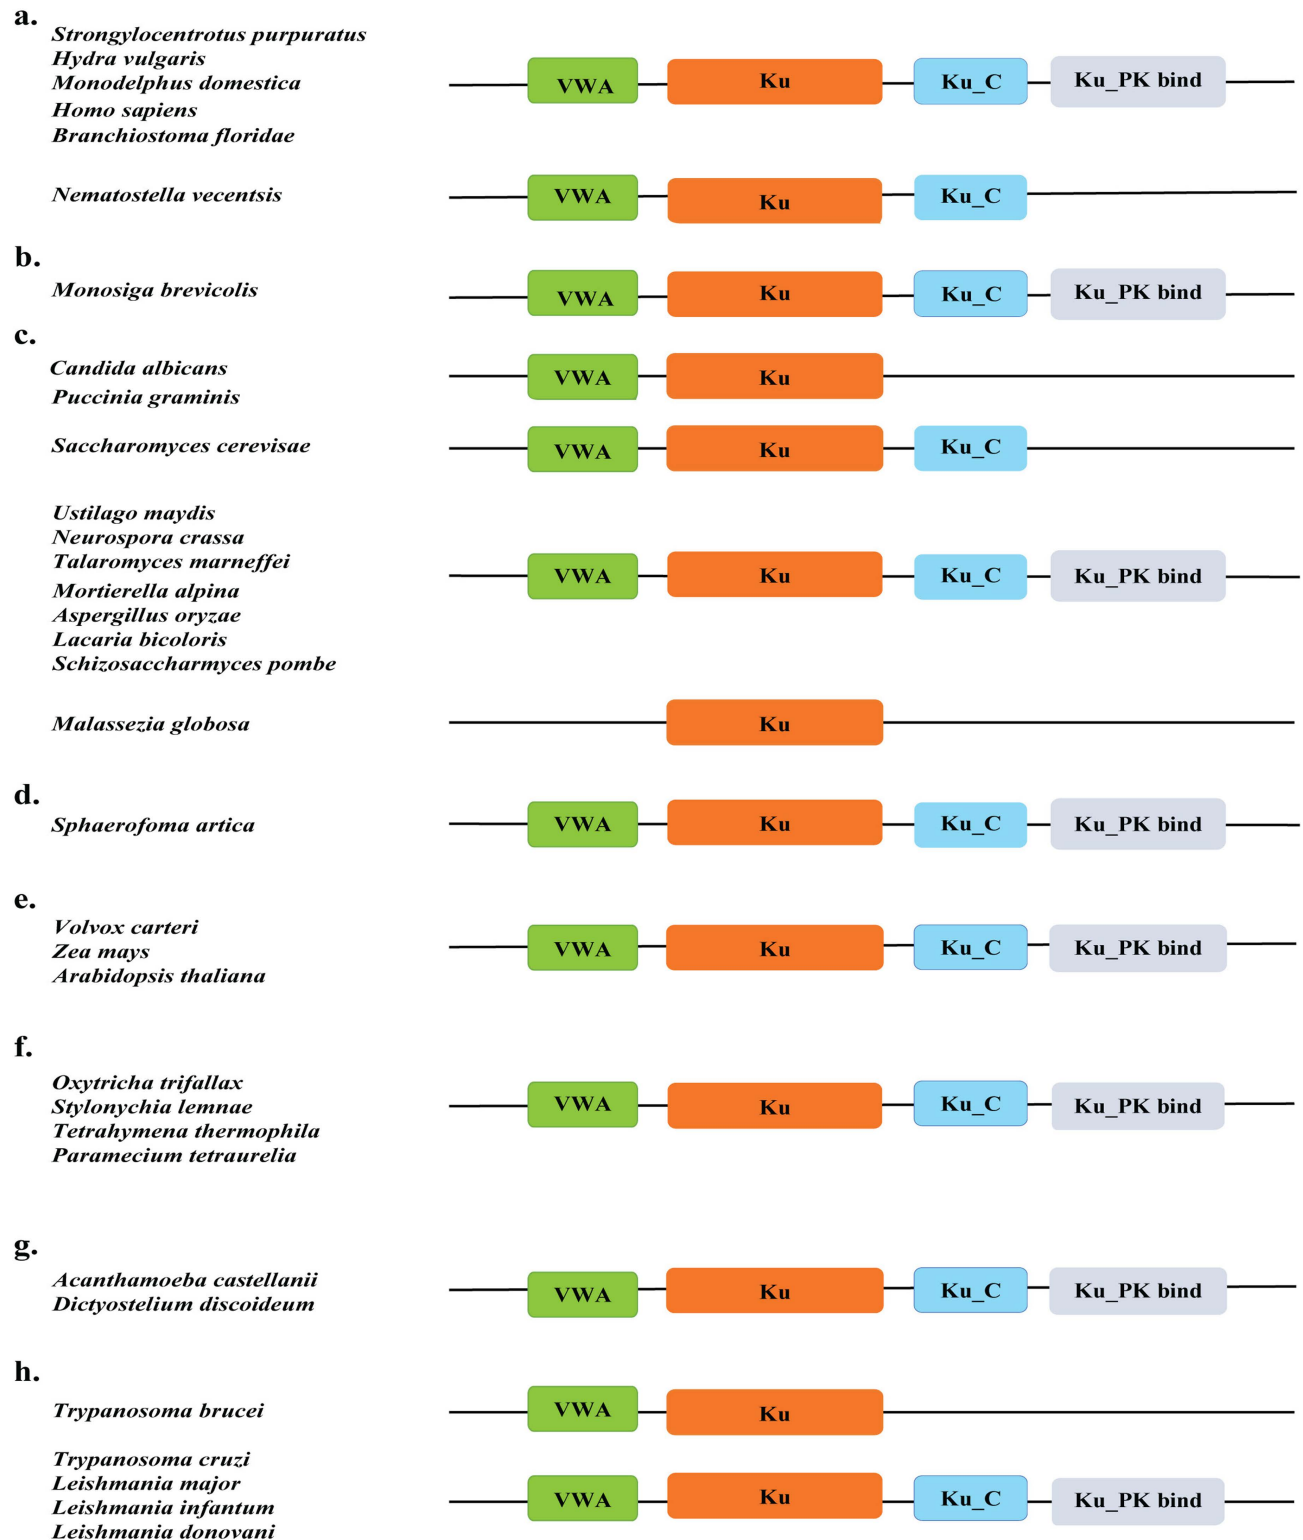 a.
Strongylocentrotus purpuratus
Hydra vulgaris
Monodelphus domestica
Homo sapiens
Branchiostoma floridae
VWA Ku Ku_C Ku_PK bind
Nematostella vecentsis
VWA Ku Ku_C
b.
Monosiga brevicolis
VWA Ku Ku_C Ku_PK bind
c.
Candida albicans
Puccinia graminis
VWA Ku
Saccharomyces cerevisae
VWA Ku Ku_C
Ustilago maydis
Neurospora crassa
Talaromyces marneffei
Mortierella alpina
Aspergillus oryzae
Lacaria bicoloris
Schizosaccharmyces pombe
VWA Ku Ku_C Ku_PK bind
Malassezia globosa
Ku
d.
Sphaerofoma artica
VWA Ku Ku_C Ku_PK bind
e.
Volvox carteri
Zea mays
Arabidopsis thaliana
VWA Ku Ku_C Ku_PK bind
f.
Oxytricha trifallax
Stylonychia lemnae
Tetrahymena thermophila
Paramecium tetraurelia
VWA Ku Ku_C Ku_PK bind
g.
Acanthamoeba castellanii
Dictyostelium discoideum
VWA Ku Ku_C Ku_PK bind
h.
Trypanosoma brucei
VWA Ku
Trypanosoma cruzi
Leishmania major
Leishmania infantum
Leishmania donovani
VWA Ku Ku_C Ku_PK bind